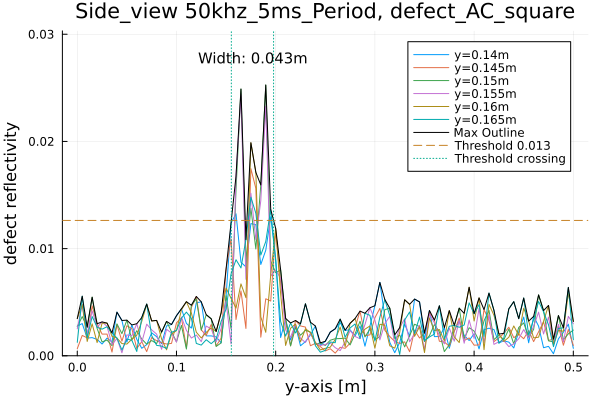 Side_view 50khz_5ms_Period, defect_AC_square
0.03
0.02
0.01
0.00
defect reflectivity
Width: 0.043m
y=0.14m
y=0.145m
y=0.15m
y=0.155m
y=0.16m
y=0.165m
Max Outline
Threshold 0.013
Threshold crossing
0.0 0.1 0.2 0.3 0.4 0.5
y-axis [m]